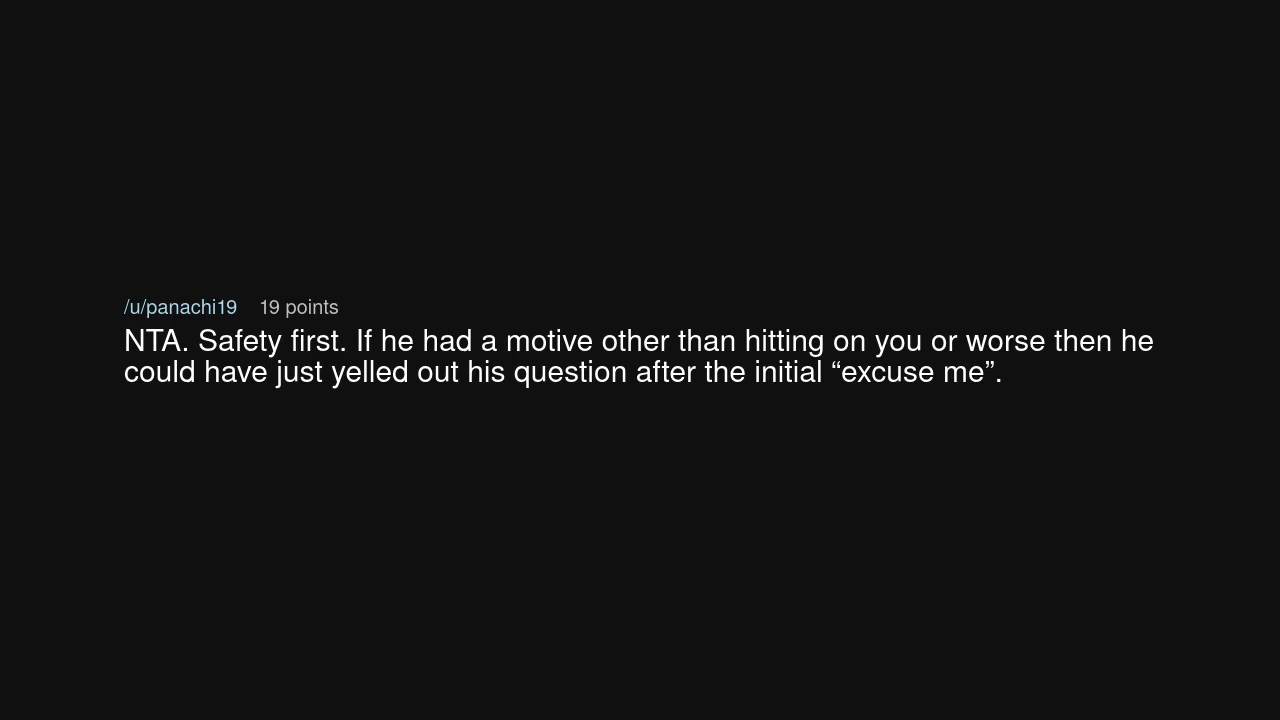 /u/panachi19 19 points
NTA. Safety first. If he had a motive other than hitting on you or worse then he
could have just yelled out his question after the initial “excuse me”.